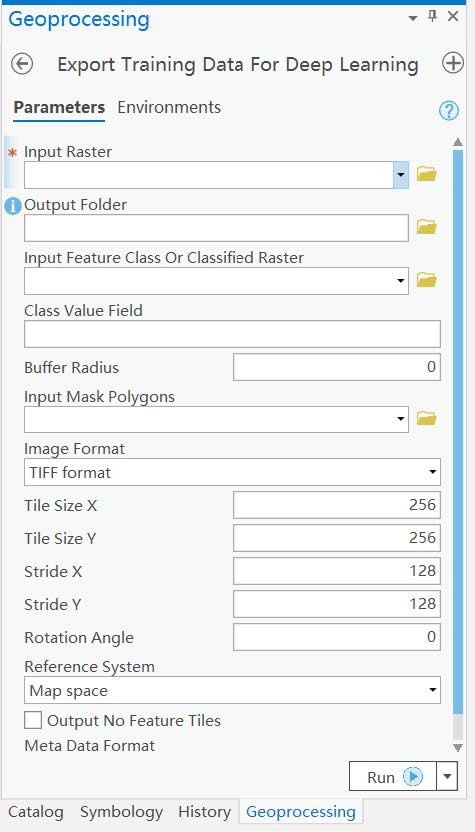 Geoprocessing
Export Training Data For Deep Learning
Parameters Environments
* Input Raster
Output Folder
Input Feature Class Or Classified Raster
Class Value Field
Buffer Radius 0
Input Mask Polygons
Image Format
TIFF format
Tile Size X 256
Tile Size Y 256
Stride X 128
Stride Y 128
Rotation Angle 0
Reference System
Map space
Output No Feature Tiles
Meta Data Format
Run
Catalog Symbology History Geoprocessing